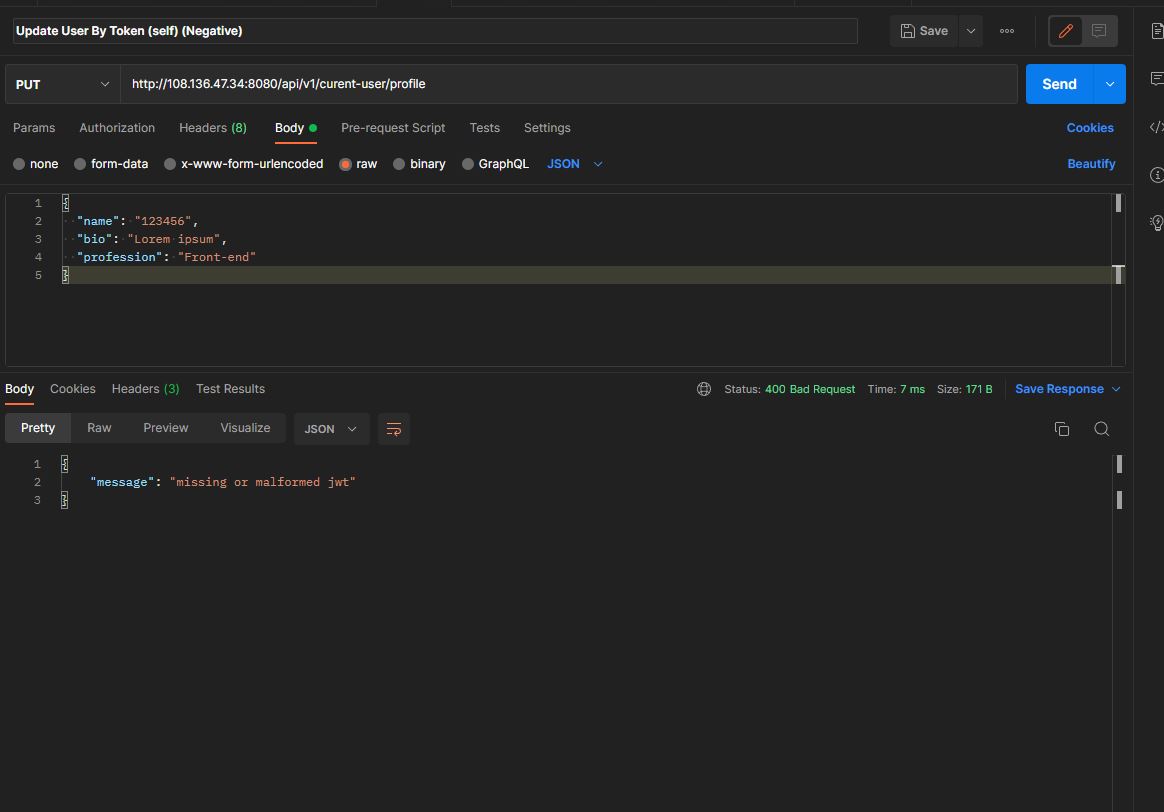 Update User By Token (self) (Negative)
Save
PUT
http://108.136.47.34:8080/api/v1/curent-user/profile
Send
Params Authorization Headers (8) Body Pre-request Script Tests Settings Cookies
none form-data x-www-form-urlencoded raw binary GraphQL JSON Beautify
1 {
2 "name": "123456",
3 "bio": "Lorem ipsum",
4 "profession": "Front-end"
5 }
Body Cookies Headers (3) Test Results Status: 400 Bad Request Time: 7 ms Size: 171 B Save Response
Pretty Raw Preview Visualize JSON
1 {
2 "message": "missing or malformed jwt"
3 }